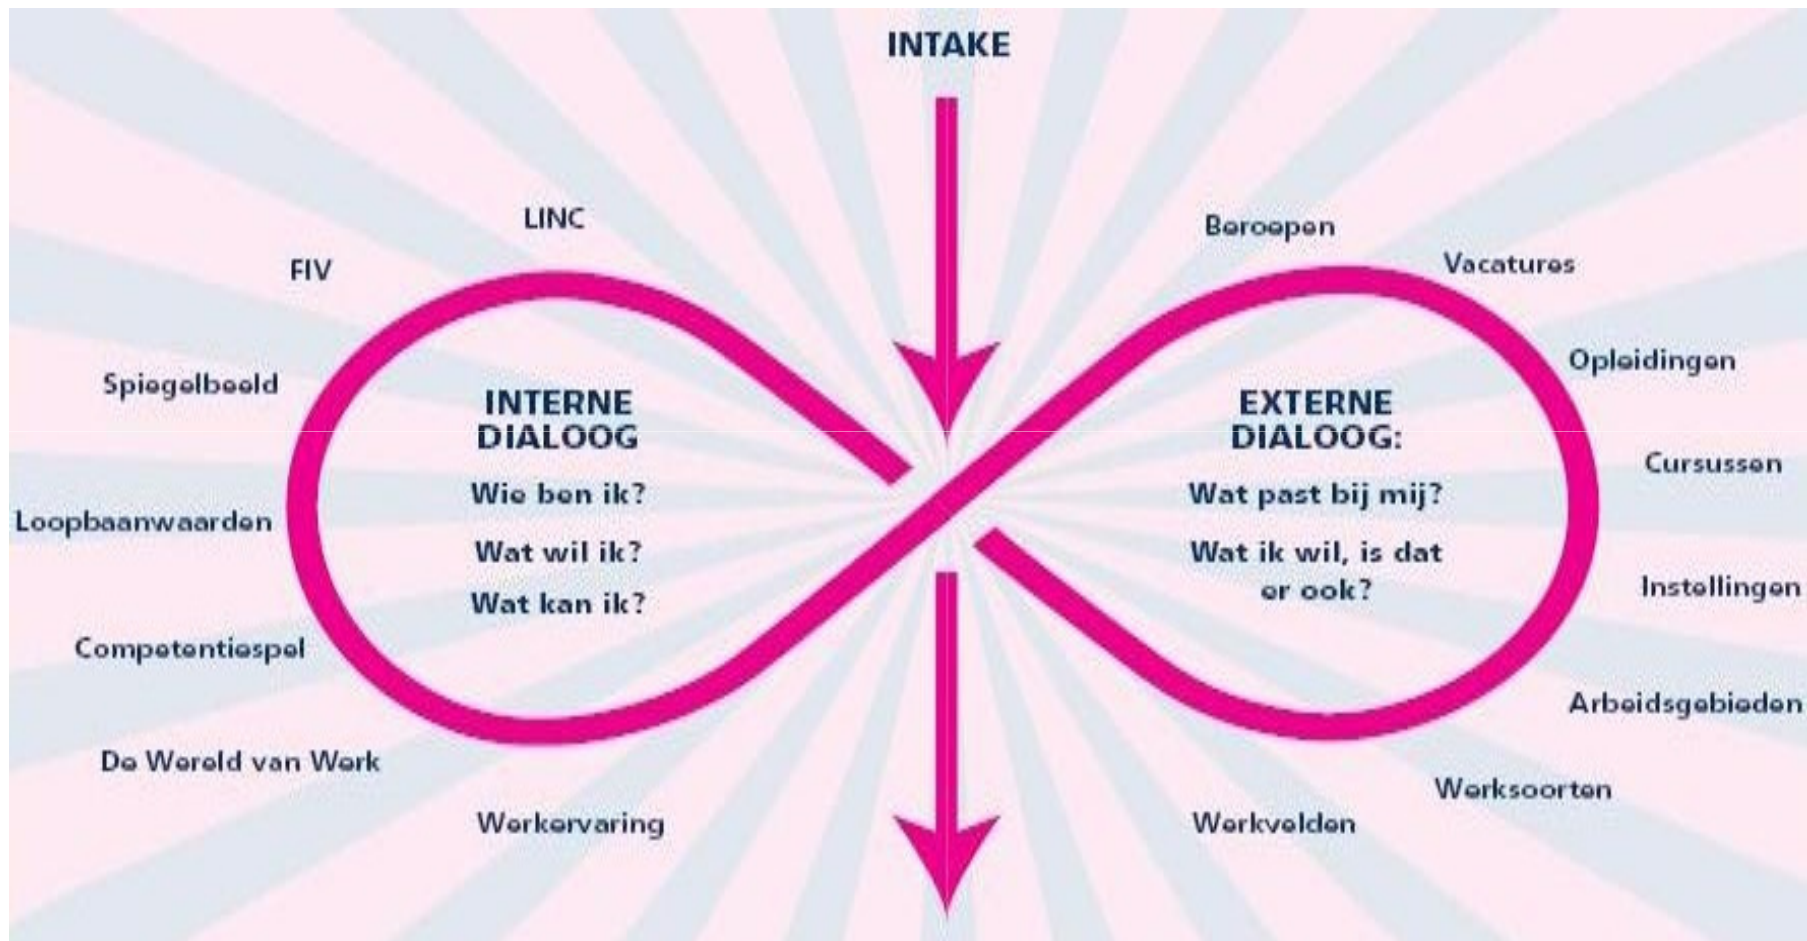 INTAKE
LINC
FIV
Spiegelbeeld
Loopbaanwaarden
Competentiespel
De Wereld van Werk
Werkervaring
INTERNE
DIALOOG
Wie ben ik?
Wat wil ik?
Wat kan ik?
EXTERNE
DIALOOG:
Wat past bij mij?
Wat ik wil, is dat
er ook?
Beroepen
Vacatures
Opleidingen
Cursussen
Instellingen
Arbeidsgebieden
Werksoorten
Werkvelden